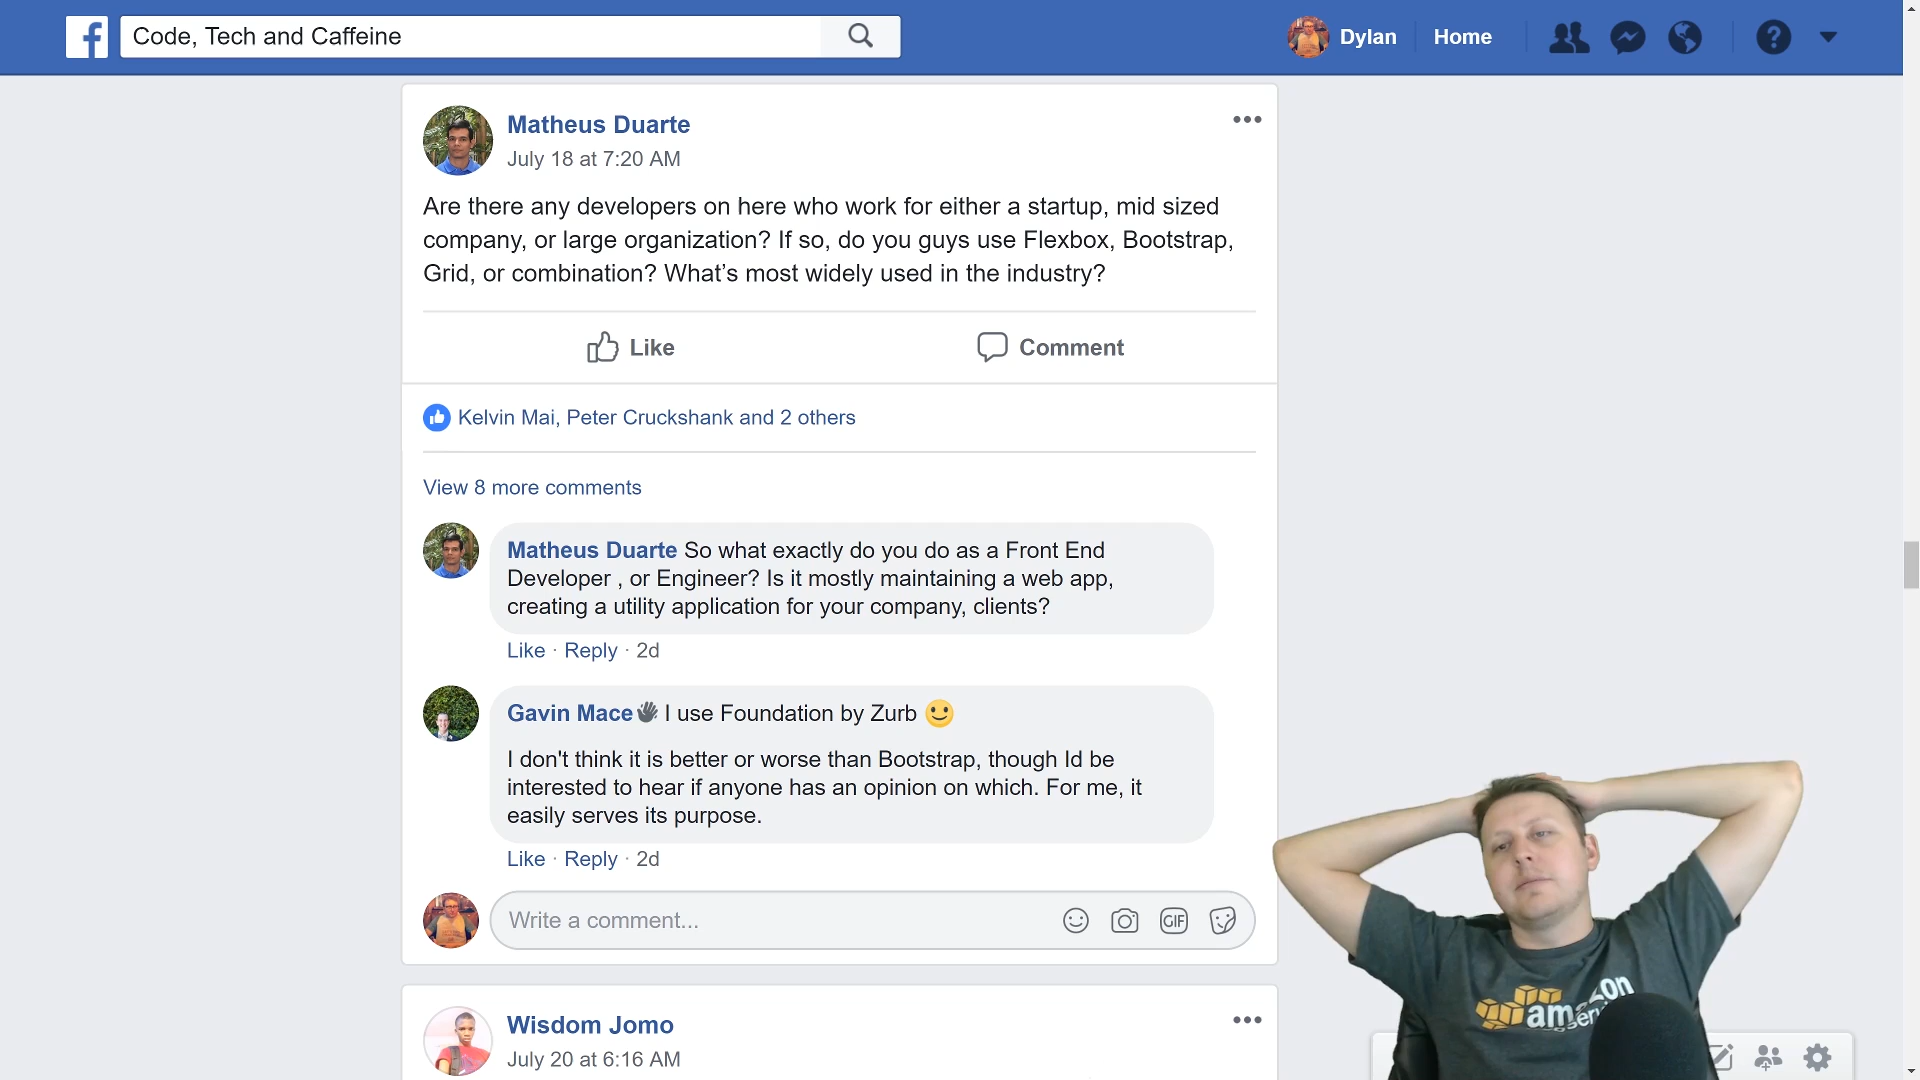 Code, Tech and Caffeine
Dylan
Home
Matheus Duarte
July 18 at 7:20 AM
Are there any developers on here who work for either a startup, mid sized
company, or large organization? If so, do you guys use Flexbox, Bootstrap,
Grid, or combination? What’s most widely used in the industry?
Like
Comment
Kelvin Mai, Peter Cruckshank and 2 others
View 8 more comments
Matheus Duarte So what exactly do you do as a Front End
Developer , or Engineer? Is it mostly maintaining a web app,
creating a utility application for your company, clients?
Like · Reply · 2d
Gavin Mace👋 I use Foundation by Zurb 🙂
I don't think it is better or worse than Bootstrap, though Id be
interested to hear if anyone has an opinion on which. For me, it
easily serves its purpose.
Like · Reply · 2d
Write a comment...
GIF
Wisdom Jomo
July 20 at 6:16 AM